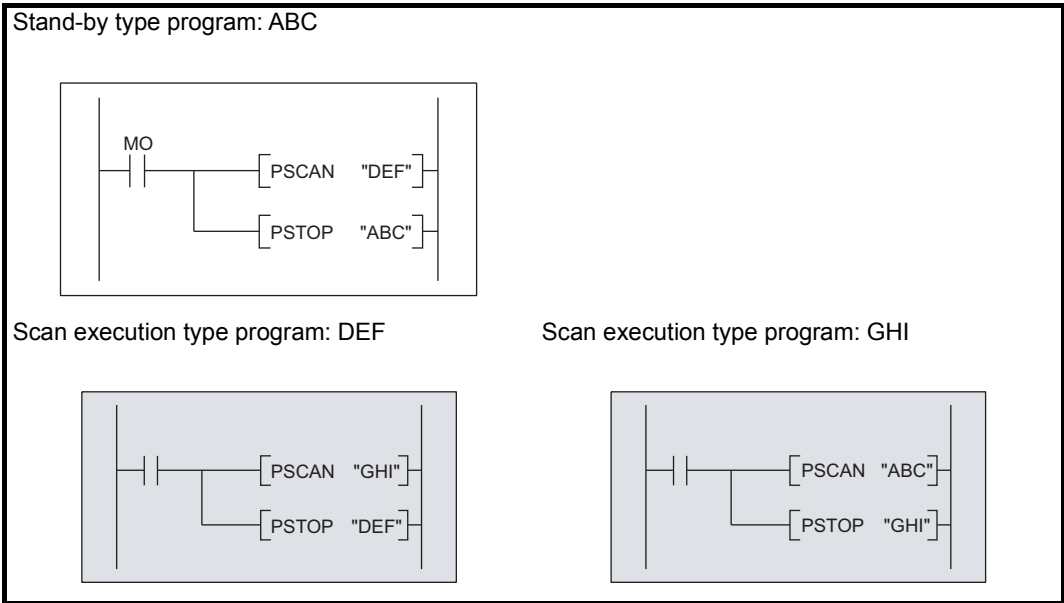 Stand-by type program: ABC
MO
PSCAN "DEF"
PSTOP "ABC"
Scan execution type program: DEF
Scan execution type program: GHI
PSCAN "GHI"
PSTOP "DEF"
PSCAN "ABC"
PSTOP "GHI"